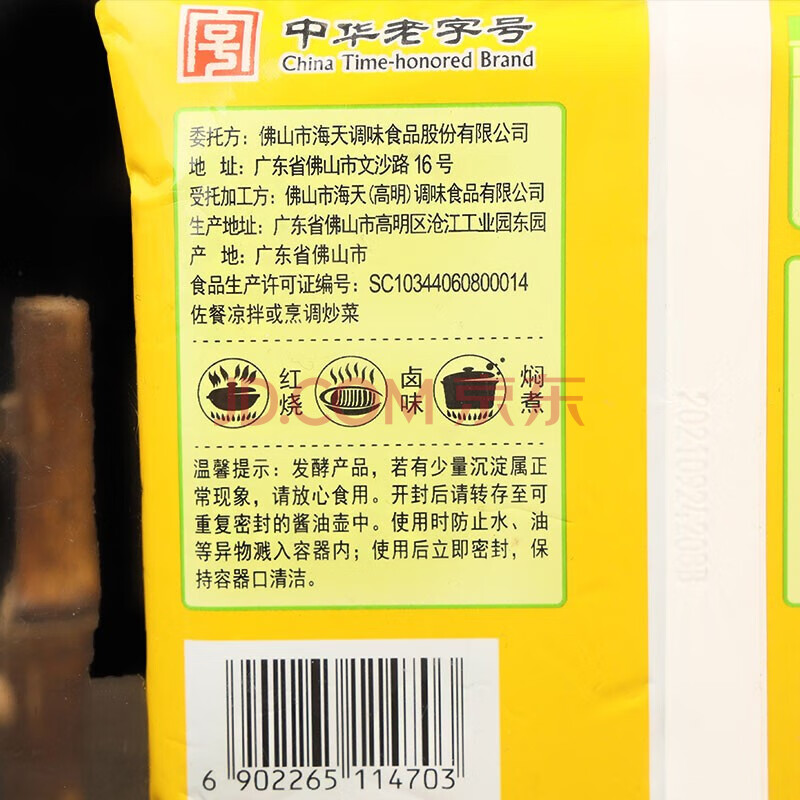 中华老字号
China Time-honored Brand
委托方：佛山市海天调味食品股份有限公司
地 址：广东省佛山市文沙路16号
受托加工方：佛山市海天(高明)调味食品有限公司
生产地址：广东省佛山市高明区沧江工业园东园
产 地：广东省佛山市
食品生产许可证编号：SC10344060800014
佐餐凉拌或烹调炒菜
红烧
卤味
焖煮
JD.COM京东
温馨提示：发酵产品，若有少量沉淀属正
常现象，请放心食用。开封后请转存至可
重复密封的酱油壶中。使用时防止水、油
等异物溅入容器内；使用后立即密封，保
持容器口清洁。
6 902265 114703